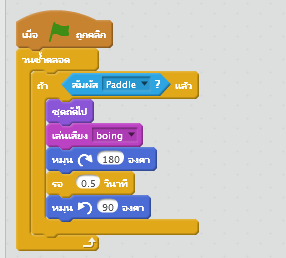 เมื่อ ถูกคลิก
วนซ้ำตลอด
ถ้า สัมผัส Paddle ? แล้ว
ชุดถัดไป
เล่นเสียง boing
หมุน 180 องศา
รอ 0.5 วินาที
หมุน 90 องศา